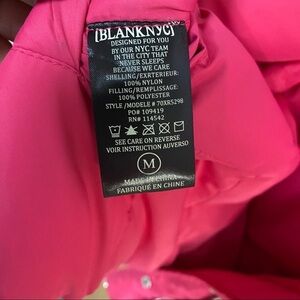 [BLANKNYC]
DESIGNED FOR YOU
BY OUR NYC TEAM
IN THE CITY THAT
NEVER SLEEPS
BECAUSE WE CARE
SHELLING/EXRTERIEUR:
100% NYLON
FILLING/REMPLISSAGE:
100% POLYESTER
STYLE/MODELE # 70XR5298
PO# 109419
RN# 114542
SEE CARE ON REVERSE
VOIR INSTRUCTION AUVERSO
M
MADE IN CHINA
FABRIQUÉ EN CHINE